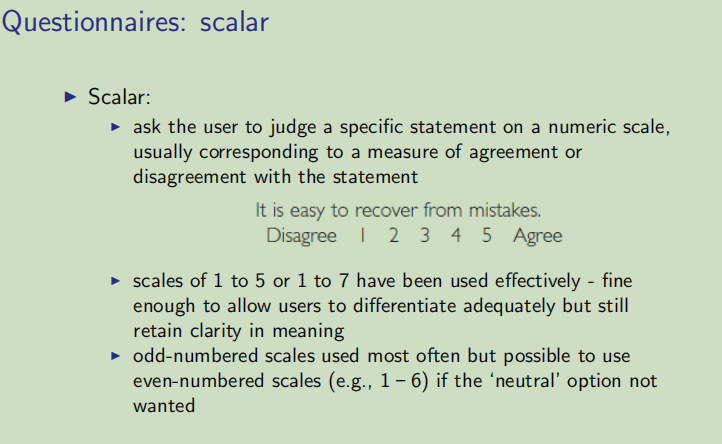 Questionnaires: scalar
Scalar:
ask the user to judge a specific statement on a numeric scale,
usually corresponding to a measure of agreement or
disagreement with the statement
It is easy to recover from mistakes.
Disagree 1 2 3 4 5 Agree
scales of 1 to 5 or 1 to 7 have been used effectively - fine
enough to allow users to differentiate adequately but still
retain clarity in meaning
odd-numbered scales used most often but possible to use
even-numbered scales (e.g., 1 – 6) if the ‘neutral’ option not
wanted